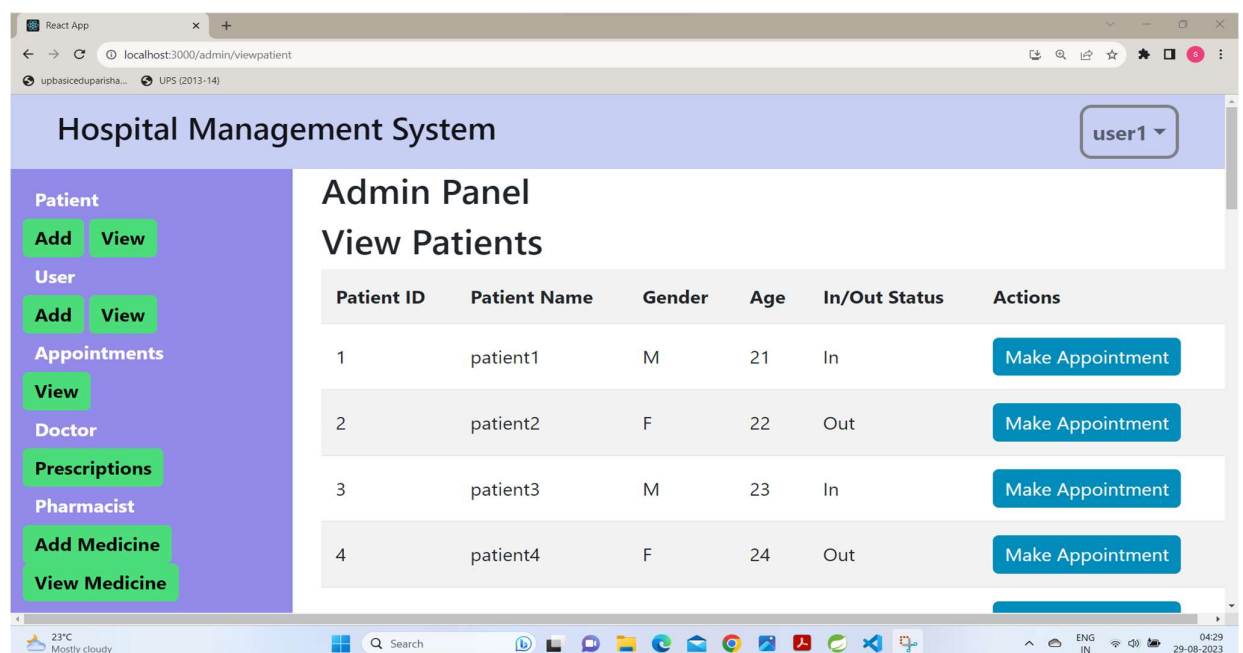 React App
localhost:3000/admin/viewpatient
S
upbasiceduparisha... UPS (2013-14)
Hospital Management System
user1
Patient
Add View
User
Add View
Appointments
View
Doctor
Prescriptions
Pharmacist
Add Medicine
View Medicine
Admin Panel
View Patients
Patient ID Patient Name Gender Age In/Out Status Actions
1 patient1 M 21 In Make Appointment
2 patient2 F 22 Out Make Appointment
3 patient3 M 23 In Make Appointment
4 patient4 F 24 Out Make Appointment
23°C
Mostly cloudy
Search
ENG
IN
04:29
29-08-2023